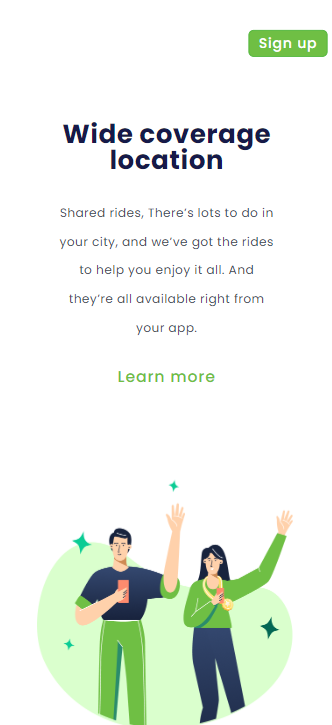 Sign up
Wide coverage
location
Shared rides, There's lots to do in
your city, and we've got the rides
to help you enjoy it all. And
they're all available right from
your app.
Learn more